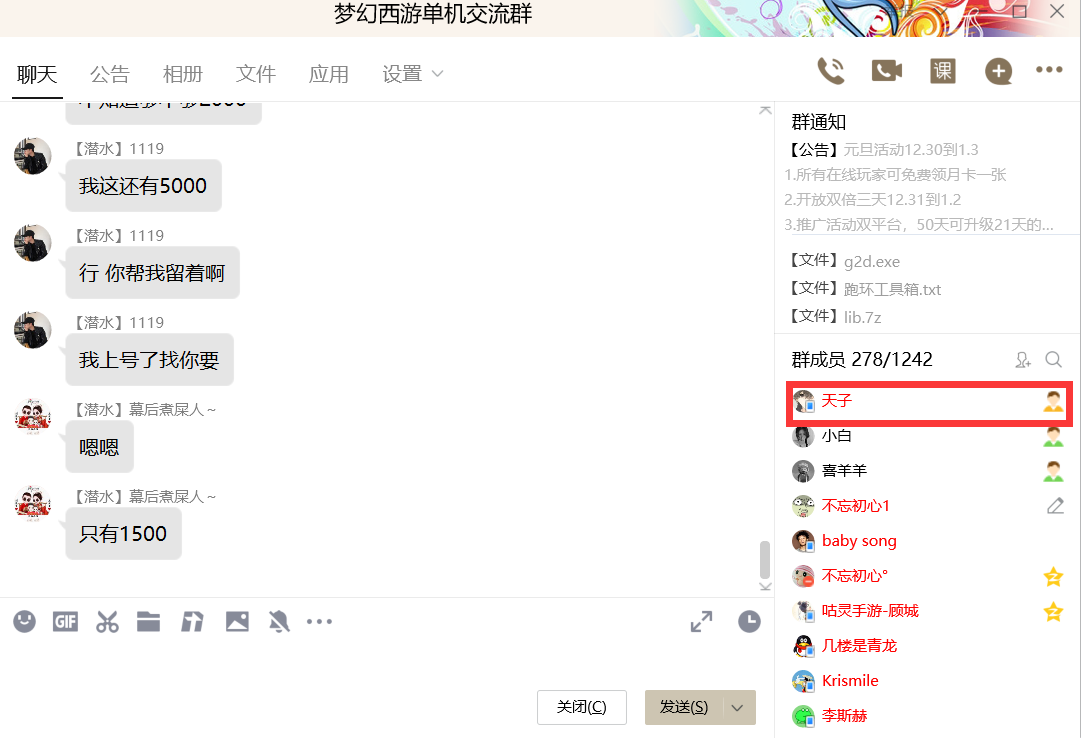 梦幻西游单机交流群
聊天 公告 相册 文件 应用 设置
课
【潜水】1119
我这还有5000
【潜水】1119
行 你帮我留着啊
【潜水】1119
我上号了找你要
【潜水】幕后煮屎人~
嗯嗯
【潜水】幕后煮屎人~
只有1500
GIF
关闭(C) 发送(S)
群通知
【公告】元旦活动12.30到1.3
1.所有在线玩家可免费领月卡一张
2.开放双倍三天12.31到1.2
3.推广活动双平台，50天可升级21天的...
【文件】g2d.exe
【文件】跑环工具箱.txt
【文件】lib.7z
群成员 278/1242
天子
小白
喜羊羊
不忘初心1
baby song
不忘初心°
咕灵手游-顾城
几楼是青龙
Krismile
李斯赫